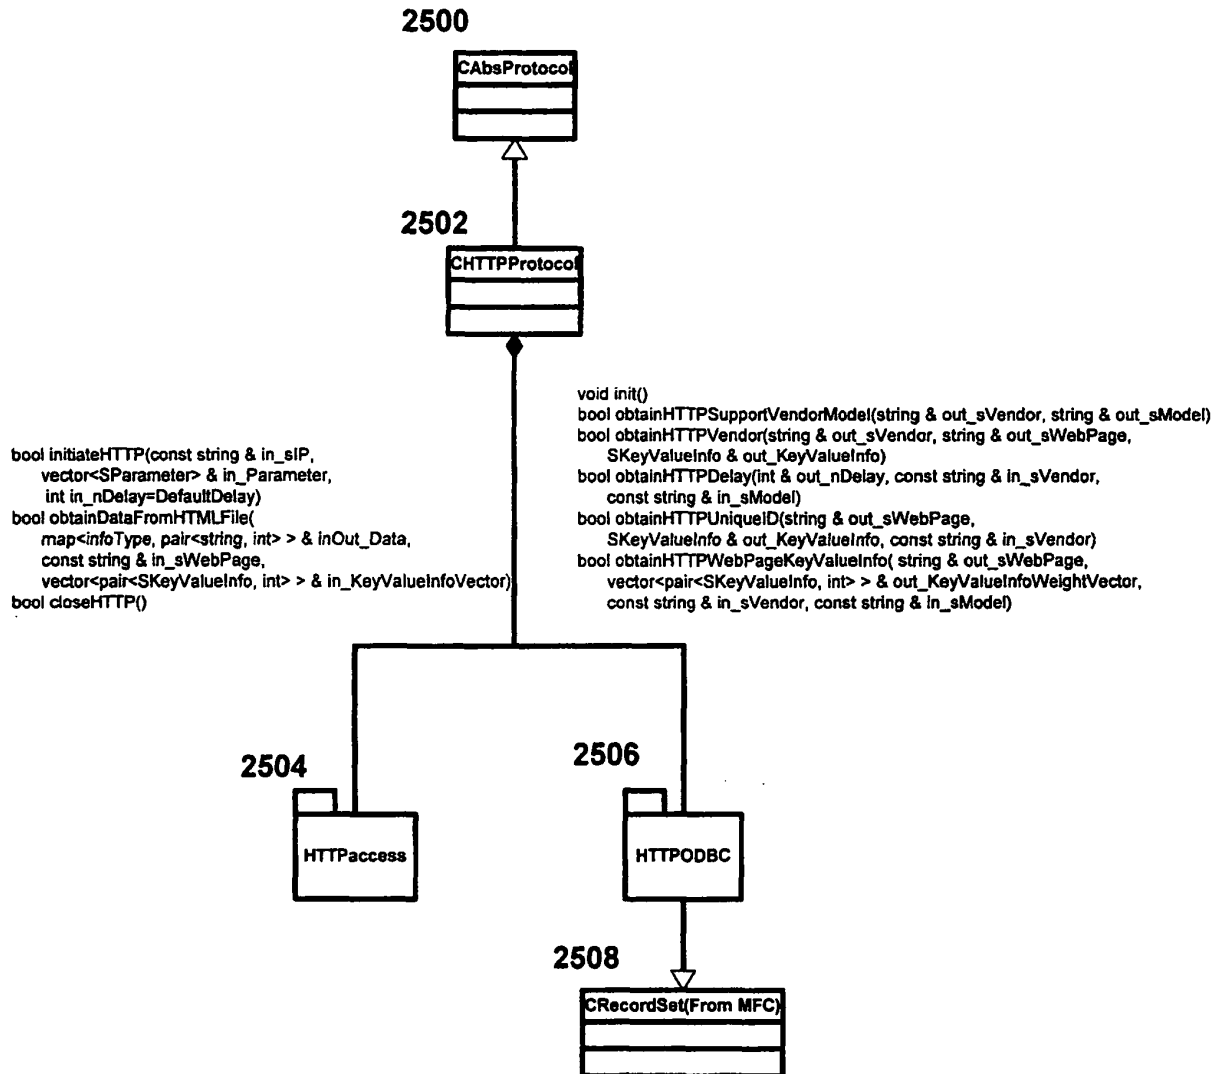 2500
CAbsProtocol
2502
CHTTPProtocol
bool initiateHTTP(const string & in_sIP,
vector<SParameter> & in_Parameter,
int in_nDelay=DefaultDelay)
bool obtainDataFromHTMLFile(
map<infoType, pair<string, int> > & inOut_Data,
const string & in_sWebPage,
vector<pair<SKeyValueInfo, int> > & in_KeyValueInfoVector)
bool closeHTTP()
void init()
bool obtainHTTPSupportVendorModel(string & out_sVendor, string & out_sModel)
bool obtainHTTPVendor(string & out_sVendor, string & out_sWebPage,
SKeyValueInfo & out_KeyValueInfo)
bool obtainHTTPDelay(int & out_nDelay, const string & in_sVendor,
const string & in_sModel)
bool obtainHTTPUniqueID(string & out_sWebPage,
SKeyValueInfo & out_KeyValueInfo, const string & in_sVendor)
bool obtainHTTPWebPageKeyValueInfo( string & out_sWebPage,
vector<pair<SKeyValueInfo, int> > & out_KeyValueInfoWeightVector,
const string & in_sVendor, const string & in_sModel)
2504
HTTPaccess
2506
HTTPODBC
2508
CRecordSet(From MFC)